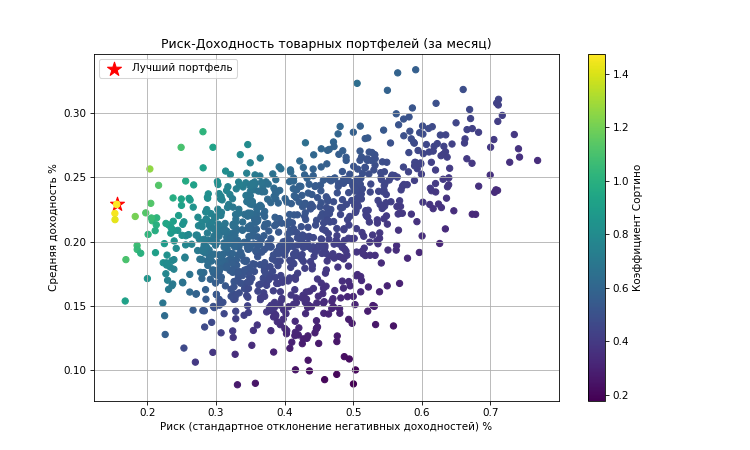 Риск-Доходность товарных портфелей (за месяц)
Лучший портфель
Средняя доходность %
0.30
0.25
0.20
0.15
0.10
0.2 0.3 0.4 0.5 0.6 0.7
Риск (стандартное отклонение негативных доходностей) %
1.4
1.2
1.0
0.8
0.6
0.4
0.2
Коэффициент Сортино